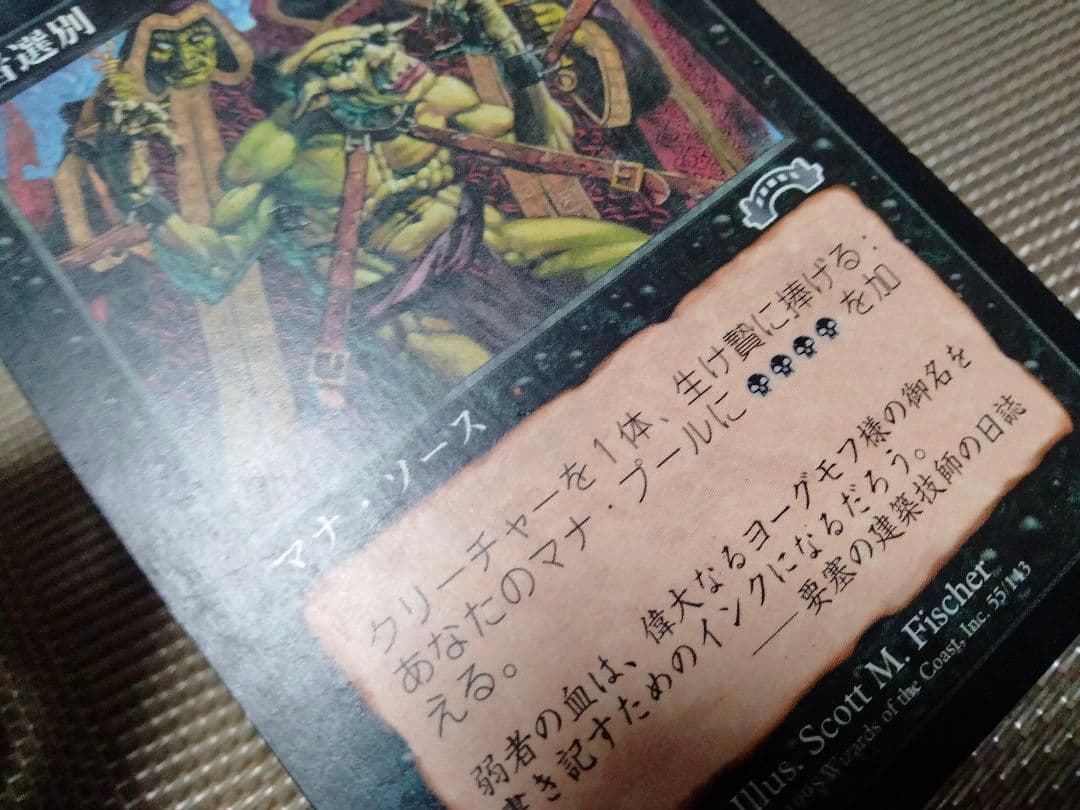 者選別
マナ・ソース
クリーチャーを１体、生け贄に捧げる：
あなたのマナ・プールに を加
える。
弱者の血は、偉大なるヨーグモフ様の御名を
書き記すためのインクになるだろう。
──要塞の建築技師の日誌
Illus. Scott M. Fischer
Wizards of the Coast, Inc. 55/143